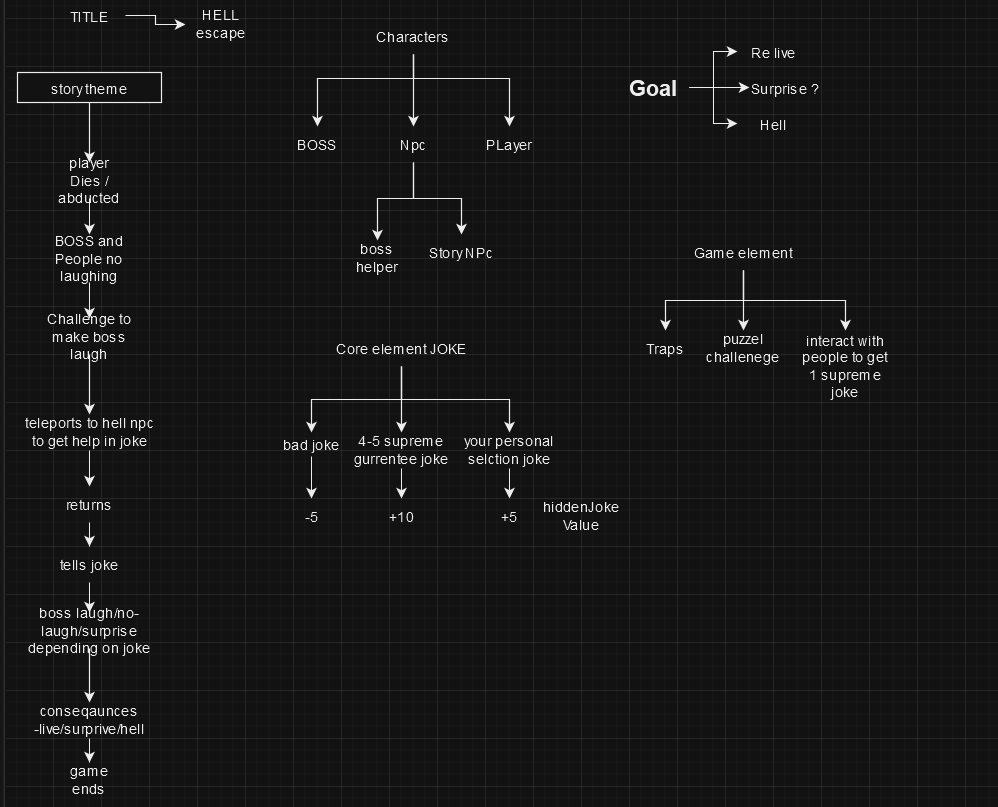 TITLE
HELL
escape
storytheme
player
Dies /
abducted
BOSS and
People no
laughing
Challenge to
make boss
laugh
teleports to hell npc
to get help in joke
returns
tells joke
boss laugh/no-
laugh/surprise
depending on joke
conseqaunces
-live/surprive/hell
game
ends
Characters
BOSS
Npc
PLayer
boss
helper
StoryNPc
Core element JOKE
bad joke
4-5 supreme
gurrentee joke
your personal
selction joke
-5
+10
+5
hiddenJoke
Value
Goal
Re live
Surprise ?
Hell
Game element
Traps
puzzel
challenege
interact with
people to get
1 supreme
joke